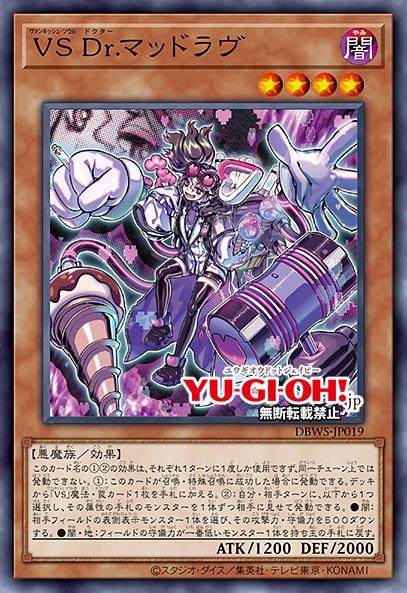 ヴァンキッシュ・ソウル ドクター
VS Dr.マッドラヴ
やみ
闇
ユウギオウドットジェイピー
YU-GI-OH!.jp
無断転載禁止
DBWS-JP019
【悪魔族／効果】
このカード名の①②の効果は、それぞれ１ターンに１度しか使用できず、同一チェーン上では
発動できない。①：このカードが召喚・特殊召喚に成功した場合に発動できる。デッキ
から「VS」魔法・罠カード１枚を手札に加える。②：自分・相手ターンに、以下から１つ
選択し、その属性の手札のモンスターを１体ずつ相手に見せて発動できる。●闇：
相手フィールドの表側表示モンスター１体を選び、その攻撃力・守備力を５００ダウ
ンする。●闇・地：フィールドの守備力が一番低いモンスター１体を持ち主の手札に戻す。
ATK/1200 DEF/2000
©スタジオ・ダイス／集英社・テレビ東京・KONAMI